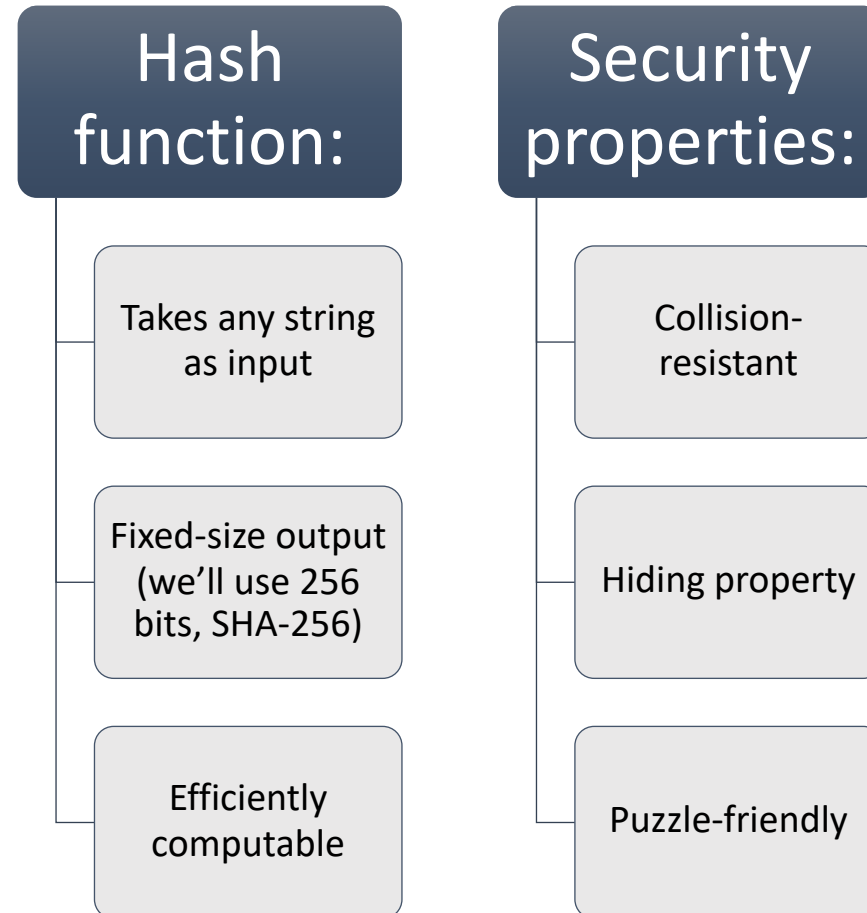 Hash
function:
Takes any string
as input
Fixed-size output
(we’ll use 256
bits, SHA-256)
Efficiently
computable
Security
properties:
Collision-
resistant
Hiding property
Puzzle-friendly